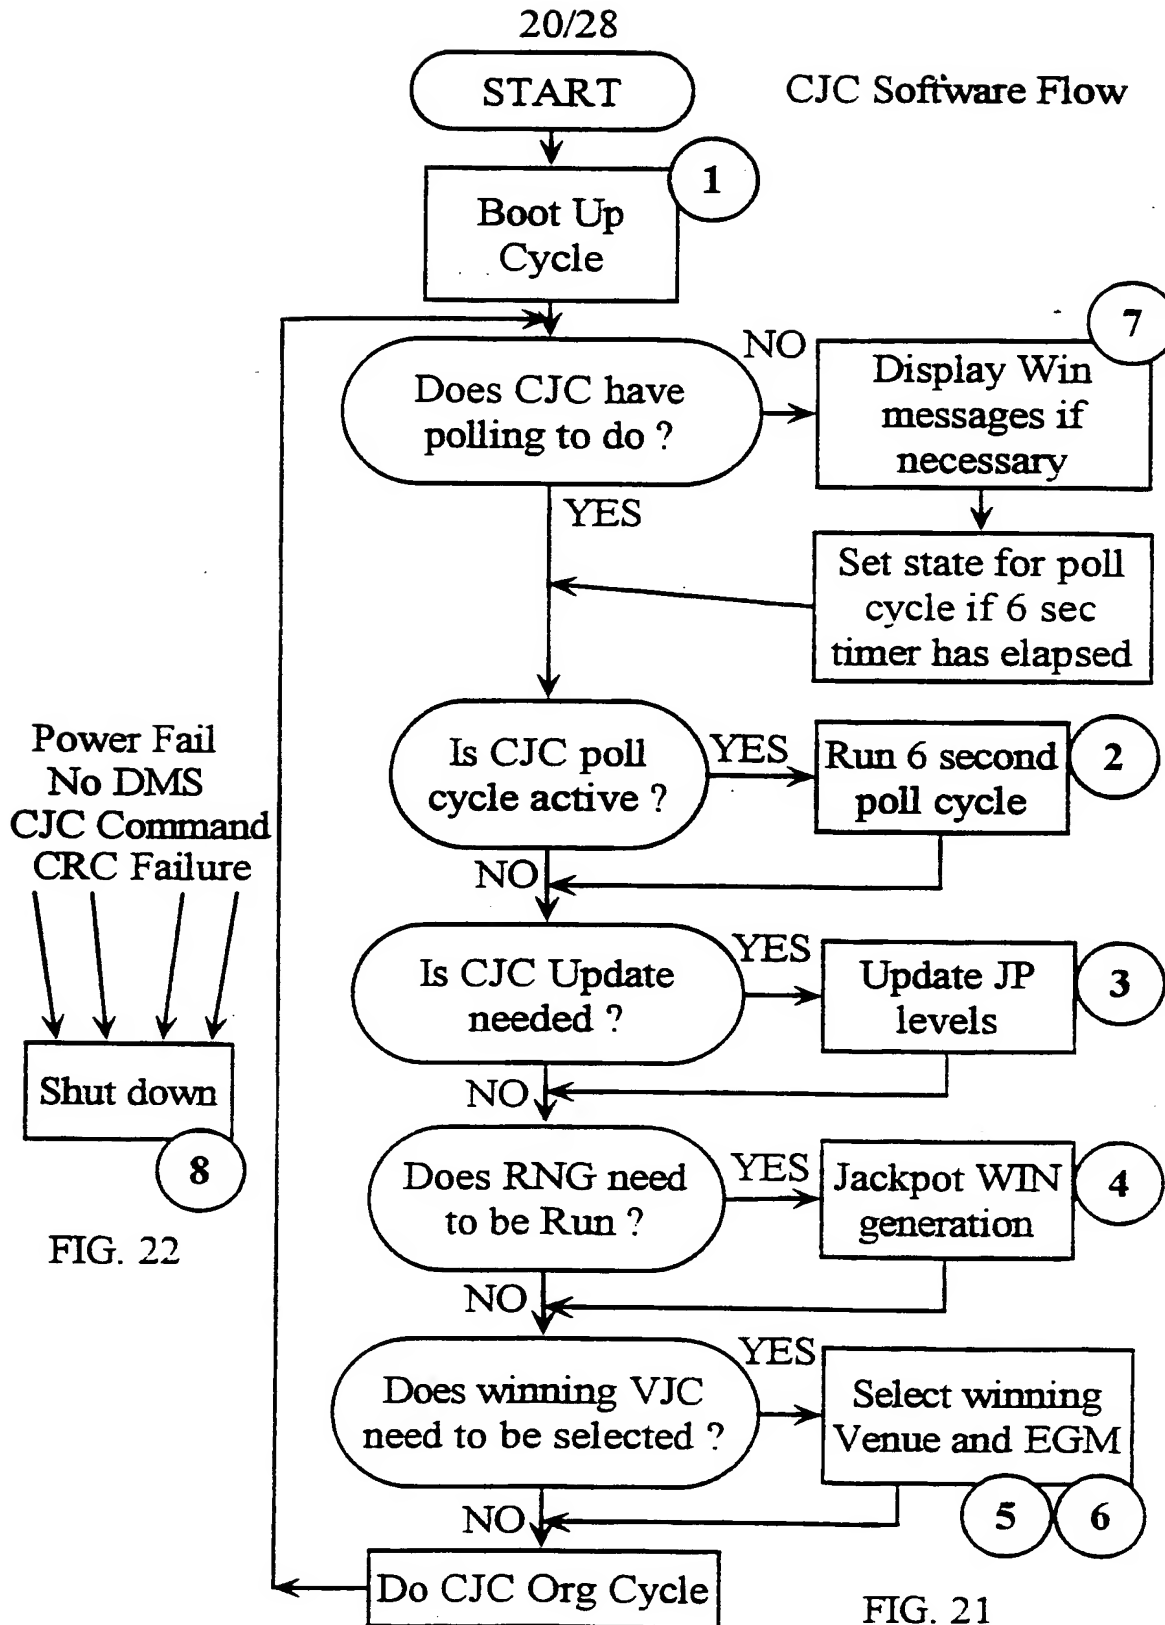 20/28
START
CJC Software Flow
1
Boot Up
Cycle
7
NO
Does CJC have
polling to do ?
Display Win
messages if
necessary
YES
Set state for poll
cycle if 6 sec
timer has elapsed
Power Fail
No DMS
CJC Command
CRC Failure
Is CJC poll
cycle active ?
YES
Run 6 second
poll cycle
2
NO
Is CJC Update
needed ?
YES
Update JP
levels
3
Shut down
8
FIG. 22
NO
Does RNG need
to be Run ?
YES
Jackpot WIN
generation
4
NO
Does winning VJC
need to be selected ?
YES
Select winning
Venue and EGM
5
6
NO
Do CJC Org Cycle
FIG. 21